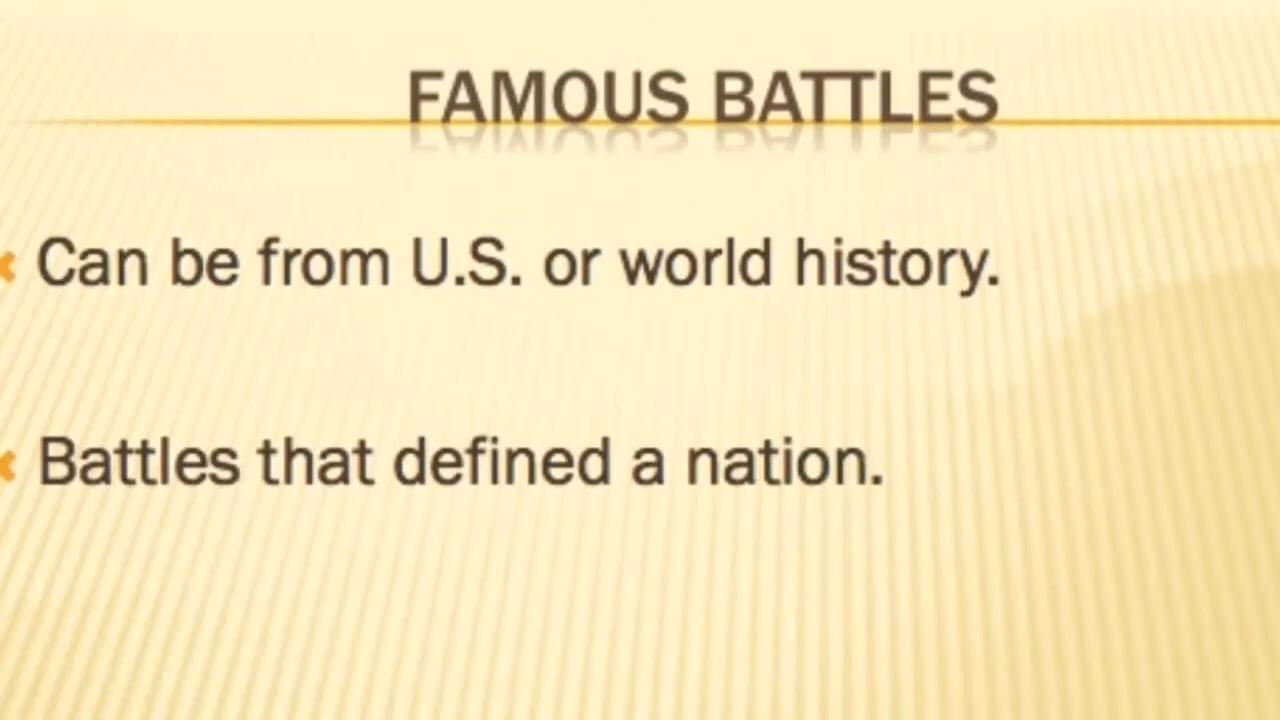 FAMOUS BATTLES
Can be from U.S. or world history.
Battles that defined a nation.